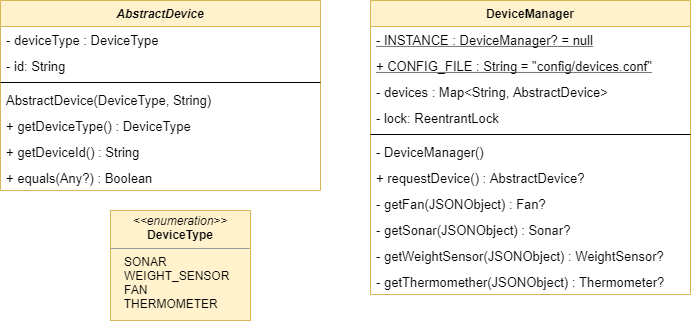 AbstractDevice
- deviceType : DeviceType
- id: String
AbstractDevice(DeviceType, String)
+ getDeviceType() : DeviceType
+ getDeviceId() : String
+ equals(Any?) : Boolean
<<enumeration>>
DeviceType
SONAR
WEIGHT_SENSOR
FAN
THERMOMETER
DeviceManager
- INSTANCE : DeviceManager? = null
+ CONFIG_FILE : String = "config/devices.conf"
- devices : Map<String, AbstractDevice>
- lock: ReentrantLock
- DeviceManager()
+ requestDevice() : AbstractDevice?
- getFan(JSONObject) : Fan?
- getSonar(JSONObject) : Sonar?
- getWeightSensor(JSONObject) : WeightSensor?
- getThermomether(JSONObject) : Thermometer?